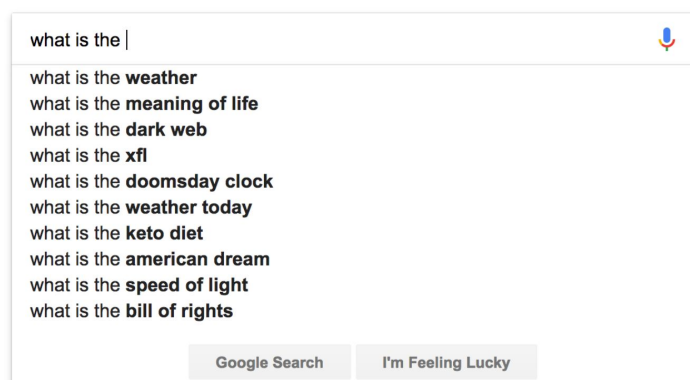 what is the
what is the weather
what is the meaning of life
what is the dark web
what is the xfl
what is the doomsday clock
what is the weather today
what is the keto diet
what is the american dream
what is the speed of light
what is the bill of rights
Google Search I'm Feeling Lucky